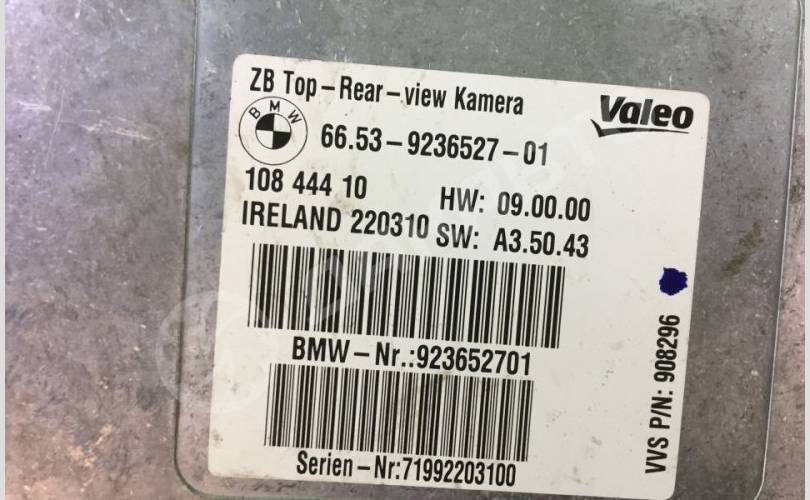 ZB Top-Rear-view Kamera
Valeo
BMW
66.53-9236527-01
108 444 10 HW: 09.00.00
IRELAND 220310 SW: A3.50.43
BMW-Nr.:923652701
Serien-Nr:71992203100
VVS P/N: 908296